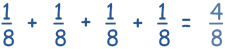 1/8 + 1/8 + 1/8 + 1/8 = 4/8